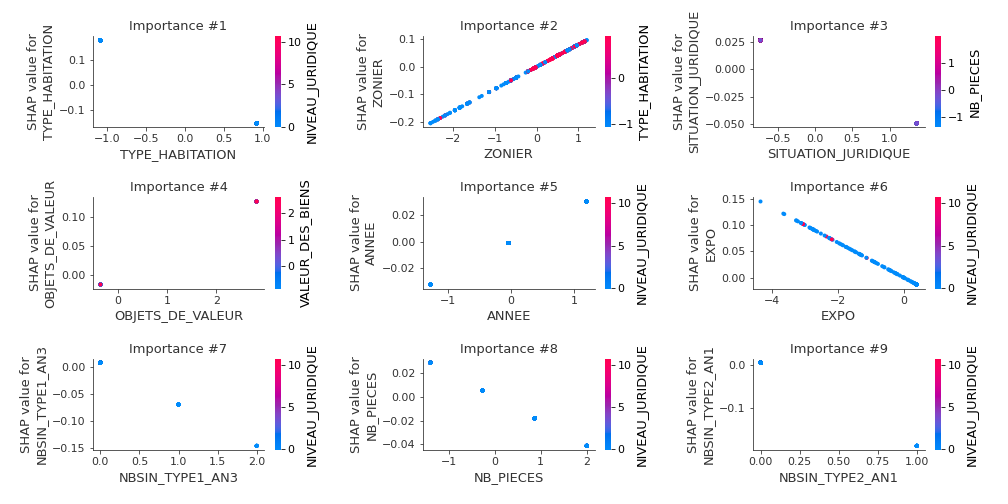 Importance #1
SHAP value for
TYPE_HABITATION
0.1
0.0
−0.1
−1.0 −0.5 0.0 0.5 1.0
TYPE_HABITATION
10
5
0
NIVEAU_JURIDIQUE
Importance #2
SHAP value for
ZONIER
0.1
0.0
−0.1
−0.2
−2 −1 0 1
ZONIER
0
−1
TYPE_HABITATION
Importance #3
SHAP value for
SITUATION_JURIDIQUE
0.025
0.000
−0.025
−0.050
−0.5 0.0 0.5 1.0
SITUATION_JURIDIQUE
1
0
−1
NB_PIECES
Importance #4
SHAP value for
OBJETS_DE_VALEUR
0.10
0.05
0.00
0 1 2
OBJETS_DE_VALEUR
2
1
0
VALEUR_DES_BIENS
Importance #5
SHAP value for
ANNEE
0.02
0.00
−0.02
−1 0 1
ANNEE
10
5
0
NIVEAU_JURIDIQUE
Importance #6
SHAP value for
EXPO
0.15
0.10
0.05
0.00
−4 −2 0
EXPO
10
5
0
NIVEAU_JURIDIQUE
Importance #7
SHAP value for
NBSIN_TYPE1_AN3
0.00
−0.05
−0.10
−0.15
0.0 0.5 1.0 1.5 2.0
NBSIN_TYPE1_AN3
10
5
0
NIVEAU_JURIDIQUE
Importance #8
SHAP value for
NB_PIECES
0.02
0.00
−0.02
−0.04
−1 0 1 2
NB_PIECES
10
5
0
NIVEAU_JURIDIQUE
Importance #9
SHAP value for
NBSIN_TYPE2_AN1
0.0
−0.1
0.00 0.25 0.50 0.75 1.00
NBSIN_TYPE2_AN1
10
5
0
NIVEAU_JURIDIQUE